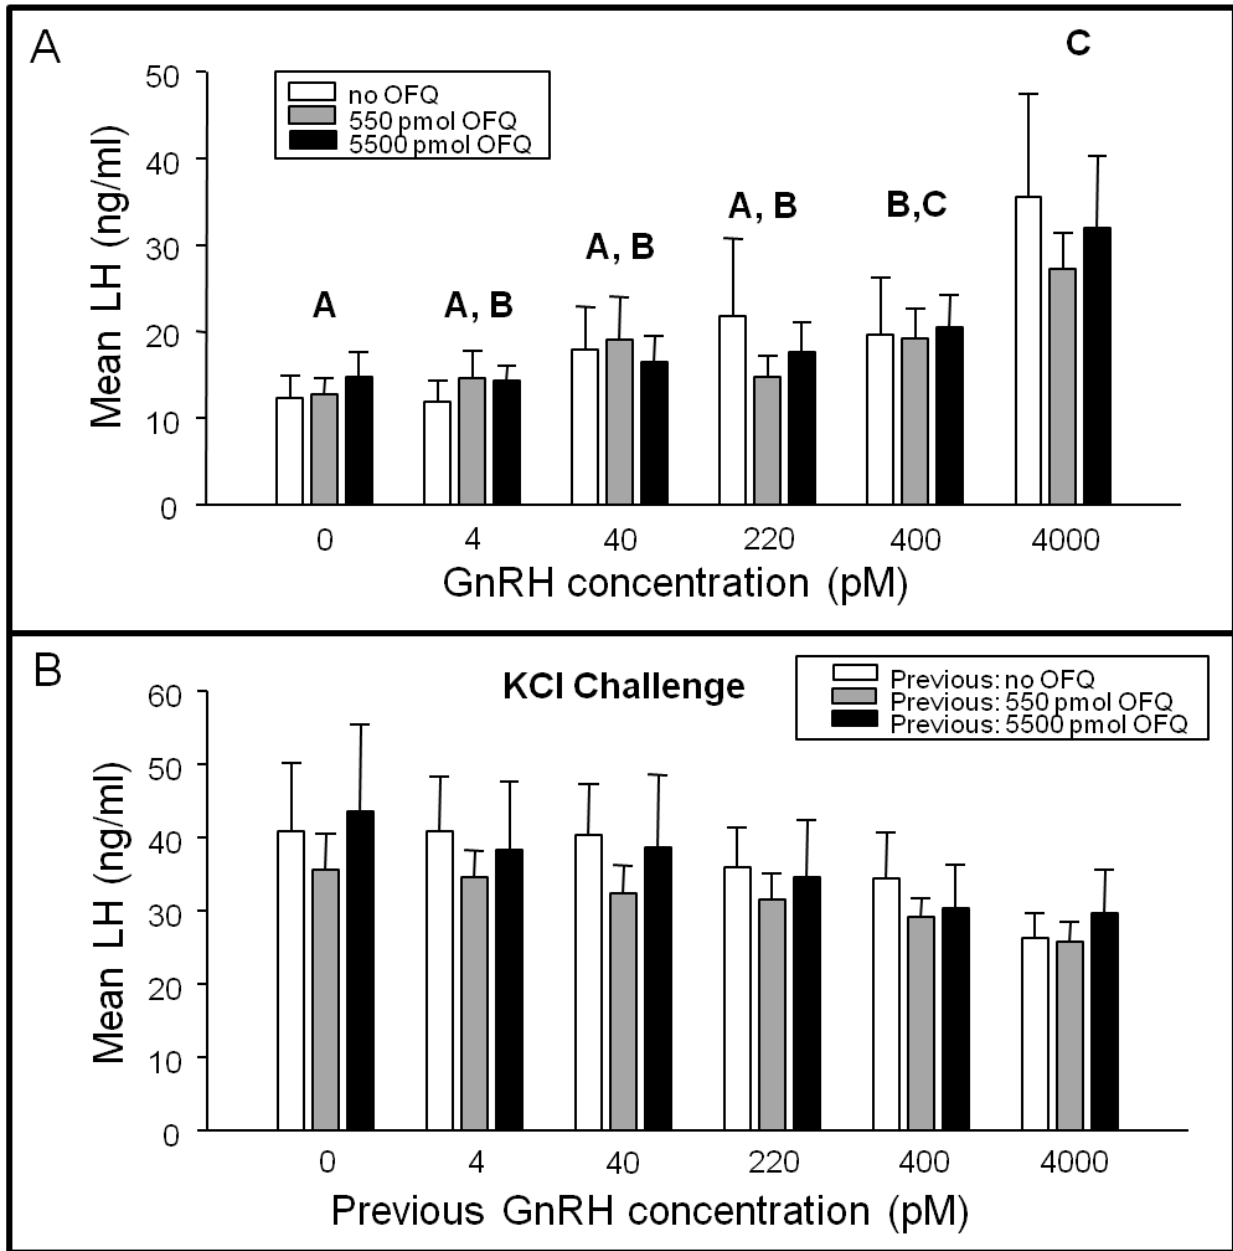 A
C
50
no OFQ
550 pmol OFQ
5500 pmol OFQ
40
A, B
B,C
30
A, B
A
A, B
20
10
0
Mean LH (ng/ml)
0 4 40 220 400 4000
GnRH concentration (pM)
B
KCl Challenge
Previous: no OFQ
Previous: 550 pmol OFQ
Previous: 5500 pmol OFQ
60
50
40
30
20
10
0
Mean LH (ng/ml)
0 4 40 220 400 4000
Previous GnRH concentration (pM)